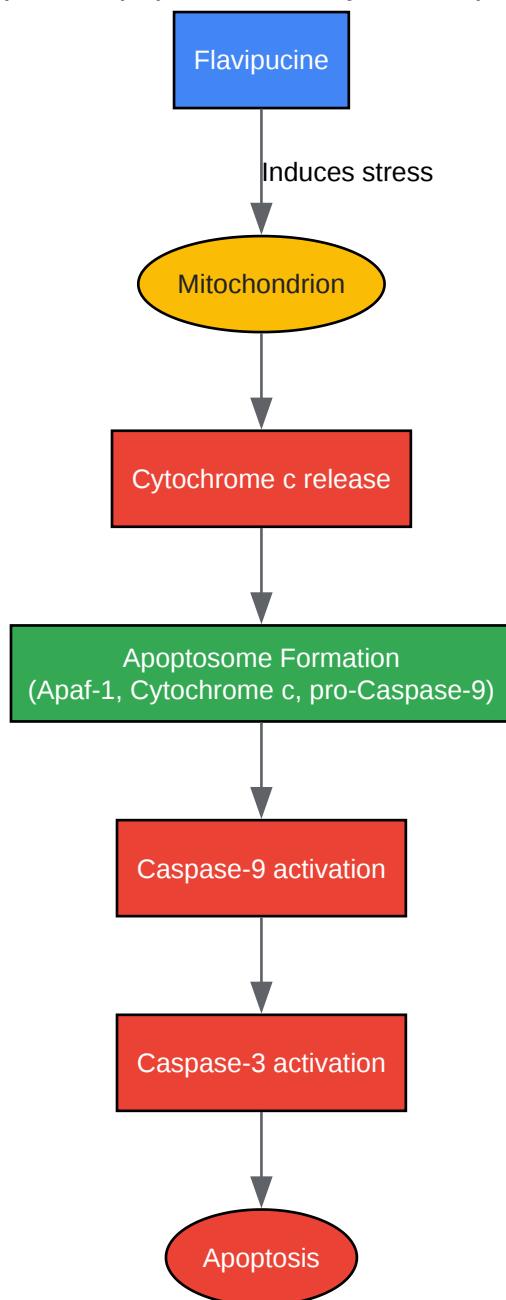 Flavipucine
Induces stress
Mitochondrion
Cytochrome c release
Apoptosome Formation
(Apaf-1, Cytochrome c, pro-Caspase-9)
Caspase-9 activation
Caspase-3 activation
Apoptosis